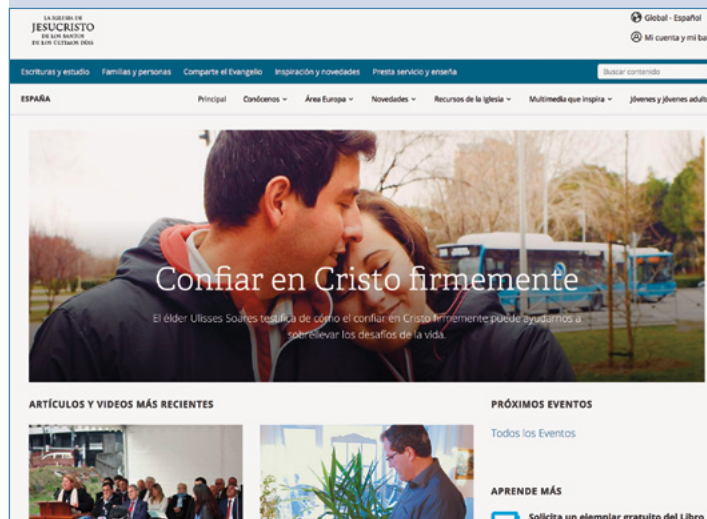 LA IGLESIA DE
JESUCRISTO
DE LOS SANTOS
DE LOS ÚLTIMOS DÍAS
Global - Español
Mi cuenta y mi ba
Escrituras y estudio Familias y personas Comparte el Evangelio Inspiración y novedades Presta servicio y enseña Buscar contenido
ESPAÑA Principal Conócenos Área Europa Novedades Recursos de la Iglesia Multimedia que inspira Jóvenes y jóvenes adulto
Confiar en Cristo firmemente
El élder Ulisses Soares testifica de cómo el confiar en Cristo firmemente puede ayudarnos a
sobrellevar los desafíos de la vida.
ARTÍCULOS Y VIDEOS MÁS RECIENTES
PRÓXIMOS EVENTOS
Todos los Eventos
APRENDE MÁS
Solicita un ejemplar gratuito del Libro